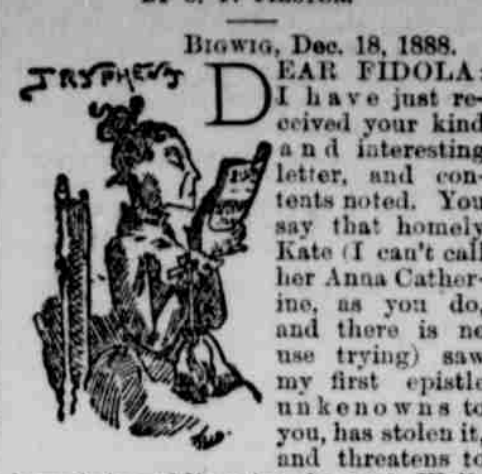 BIGWIG, Dec. 18, 1888.
TRYPHENY
DEAR FIDOLA:
I have just re-
ceived your kind
and interesting
letter, and con-
tents noted. You
say that homely
Kate (I can't call
her Anna Cather-
ine, as you do,
and there is no
use trying) saw
my first epistle
unkenowns to
you, has stolen it,
and threatens to